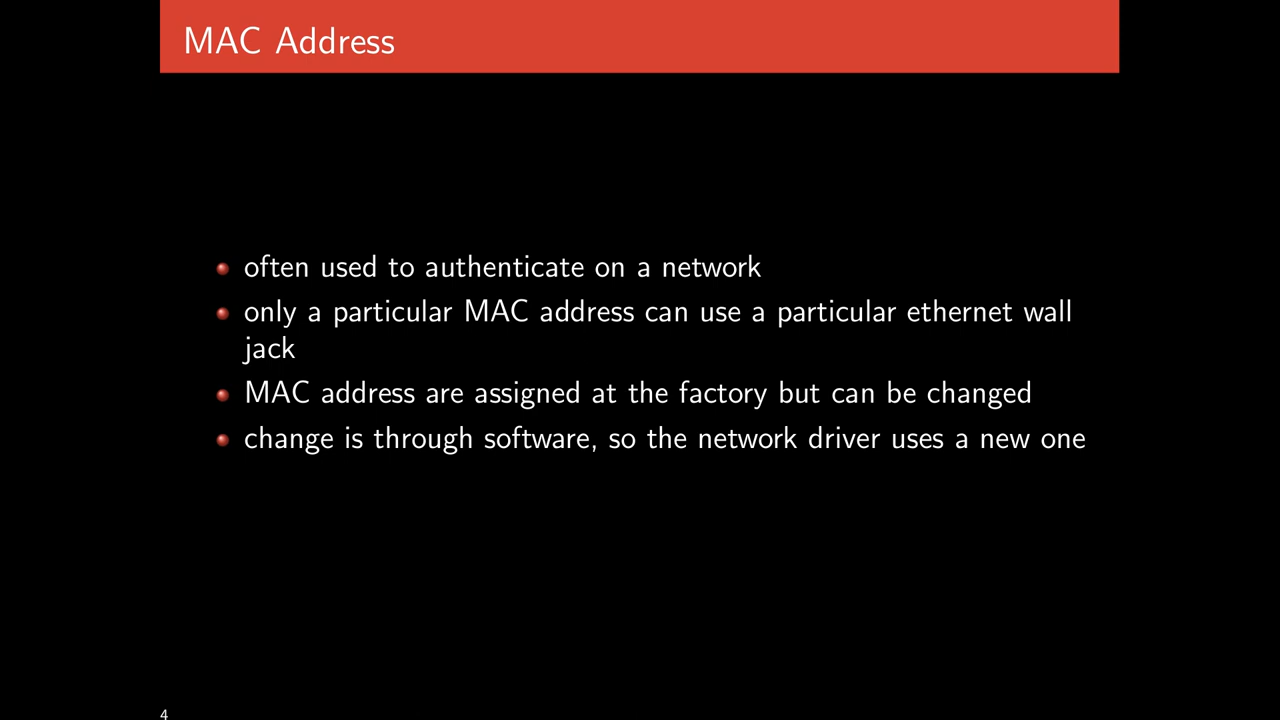 MAC Address
often used to authenticate on a network
only a particular MAC address can use a particular ethernet wall
jack
MAC address are assigned at the factory but can be changed
change is through software, so the network driver uses a new one
4